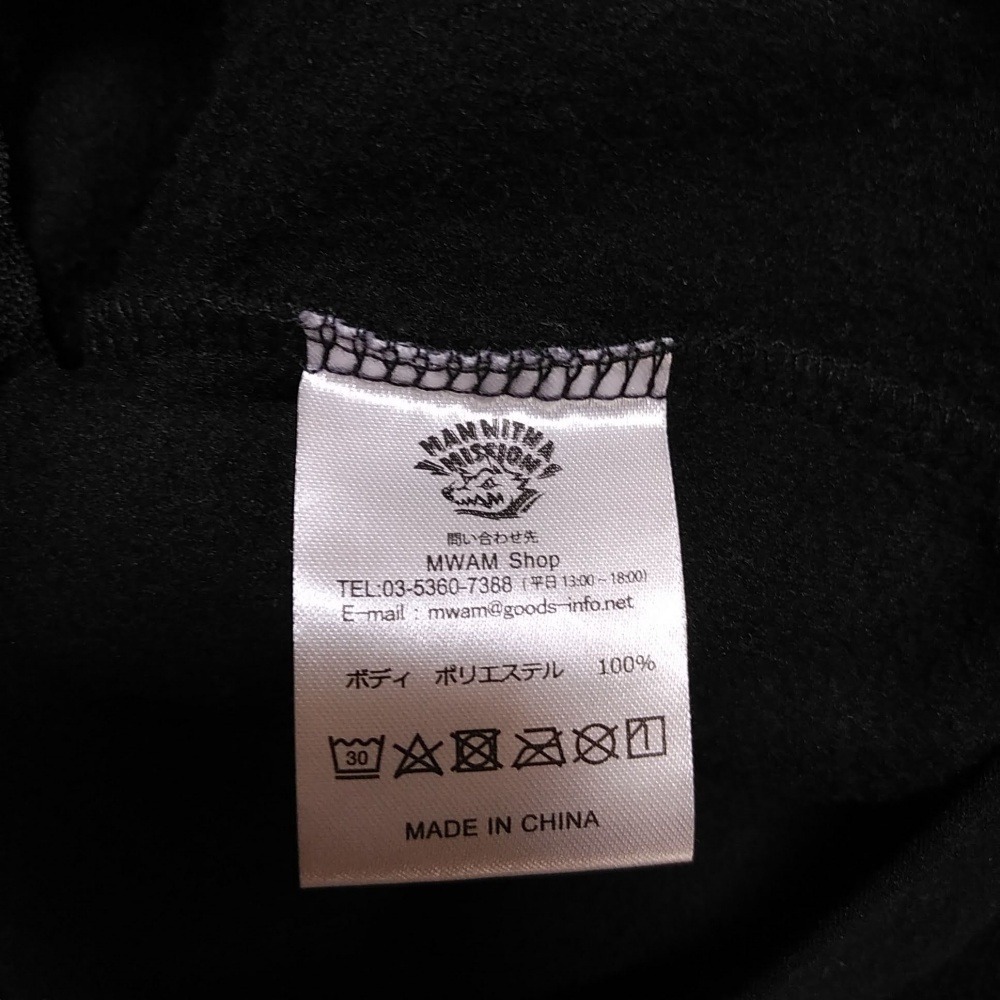 MAN WITH A
MISSION
問い合わせ先
MWAM Shop
TEL:03-5360-7388（平日 13:00～18:00）
E-mail : mwam@goods-info.net
ボディ ポリエステル 100%
30
MADE IN CHINA